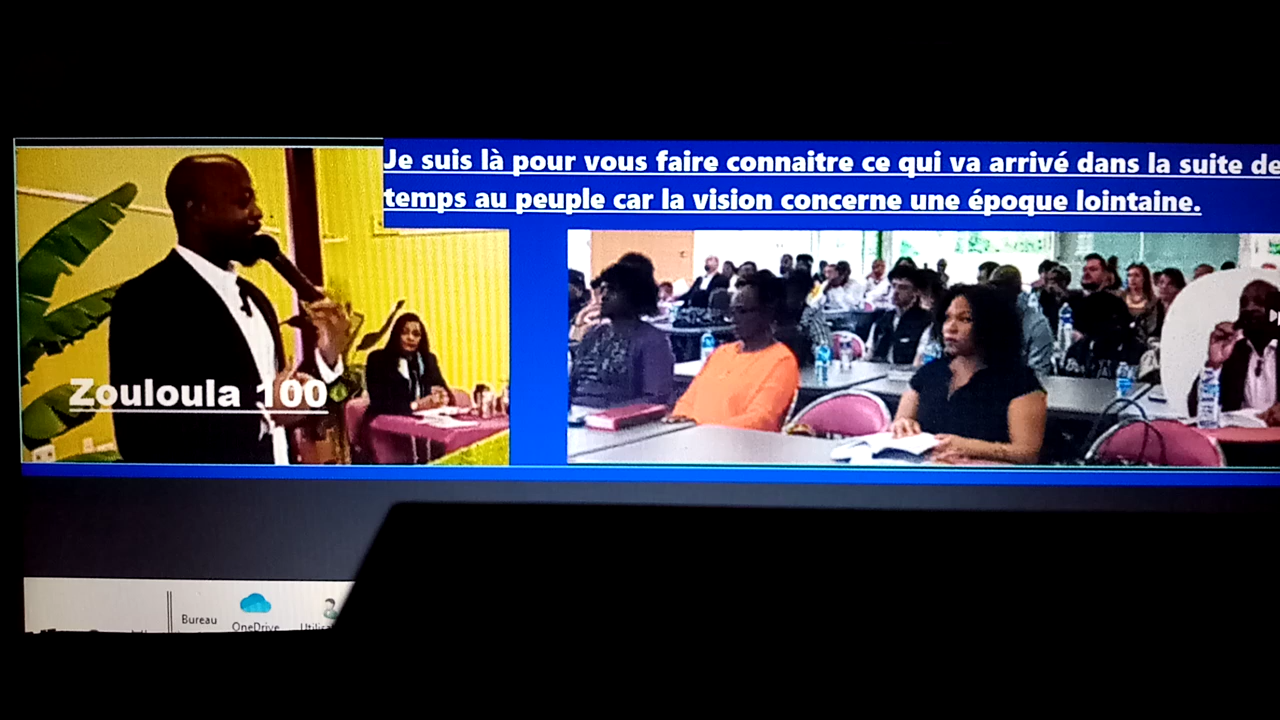 Je suis là pour vous faire connaitre ce qui va arrivé dans la suite de
temps au peuple car la vision concerne une époque lointaine.
Zouloula 100
Bureau
OneDrive